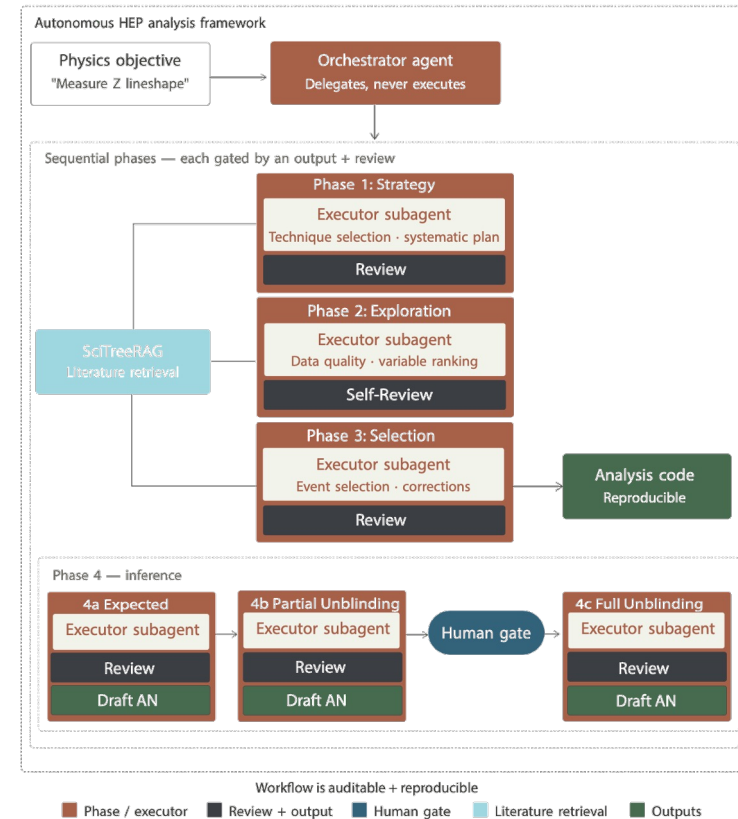 Autonomous HEP analysis framework
Physics objective
"Measure Z lineshape"
Orchestrator agent
Delegates, never executes
Sequential phases — each gated by an output + review
Phase 1: Strategy
Executor subagent
Technique selection · systematic plan
Review
Phase 2: Exploration
Executor subagent
Data quality · variable ranking
Self-Review
SciTreeRAG
Literature retrieval
Phase 3: Selection
Executor subagent
Event selection · corrections
Review
Analysis code
Reproducible
Phase 4 — inference
4a Expected
Executor subagent
Review
Draft AN
4b Partial Unblinding
Executor subagent
Review
Draft AN
Human gate
4c Full Unblinding
Executor subagent
Review
Draft AN
Workflow is auditable + reproducible
Phase / executor
Review + output
Human gate
Literature retrieval
Outputs